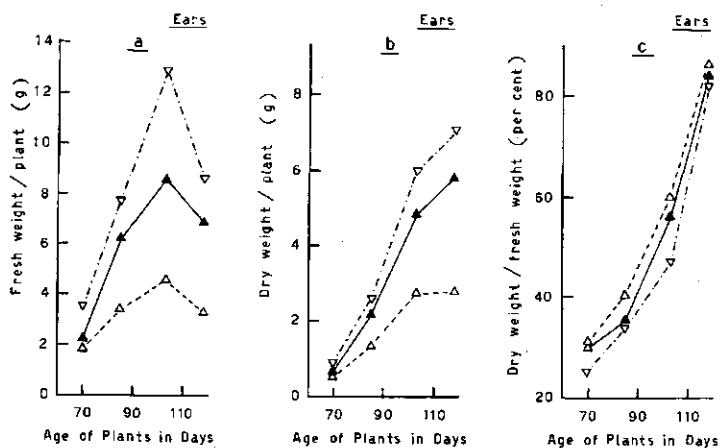 Ears
a
14
12
10
8
6
4
2
0
Fresh weight/plant (g)
70 90 110
Age of Plants in Days
Ears
b
8
6
4
2
0
Dry weight/plant (g)
70 90 110
Age of Plants in Days
Ears
c
80
60
40
20
Dry weight/fresh weight (per cent)
70 90 110
Age of Plants in Days